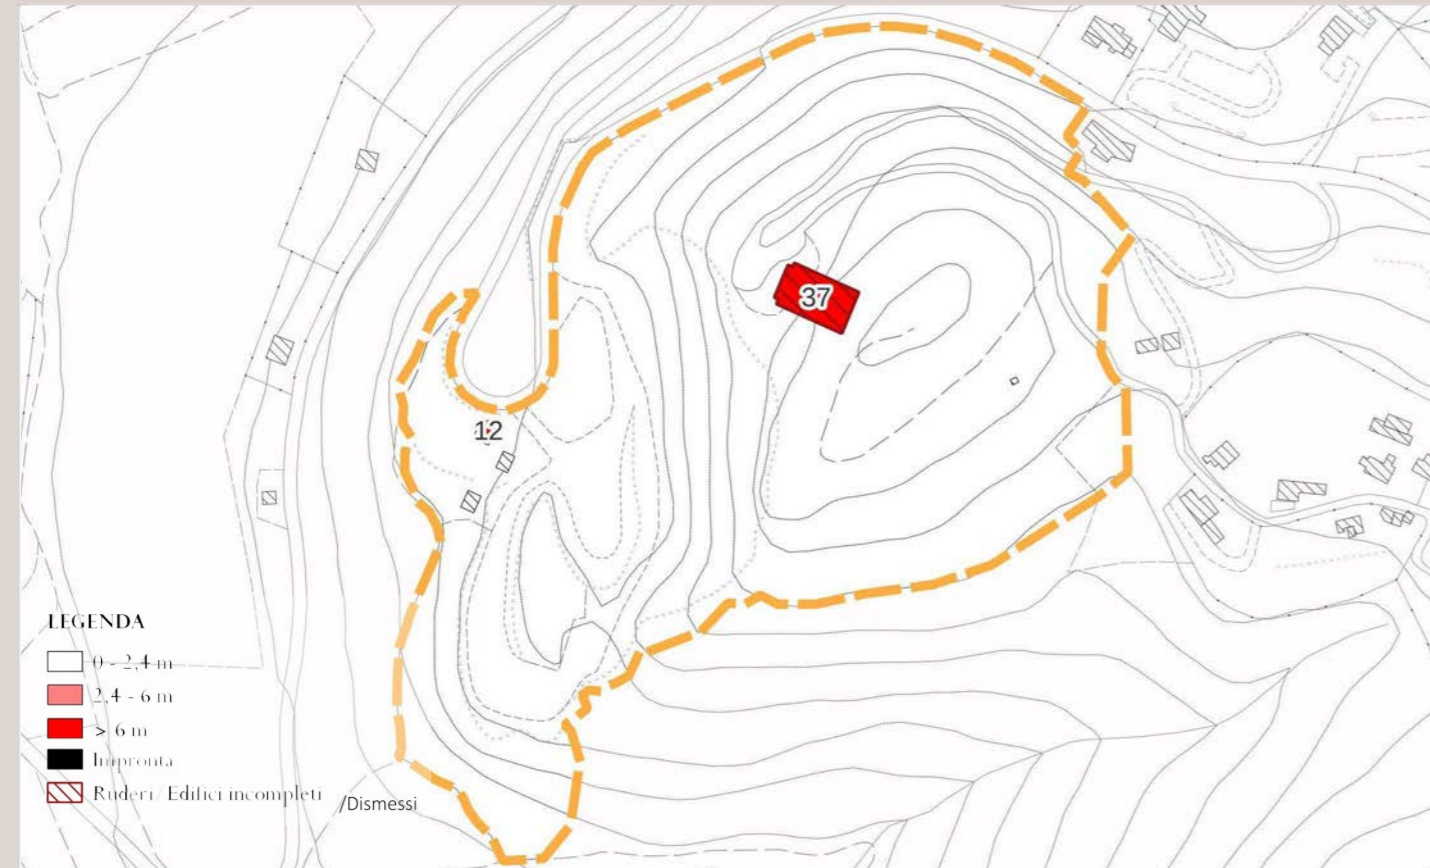 37
12
LEGENDA
0 - 2,4 m
2,4 - 6 m
> 6 m
Impronta
Ruderi / Edifici incompleti /Dismessi